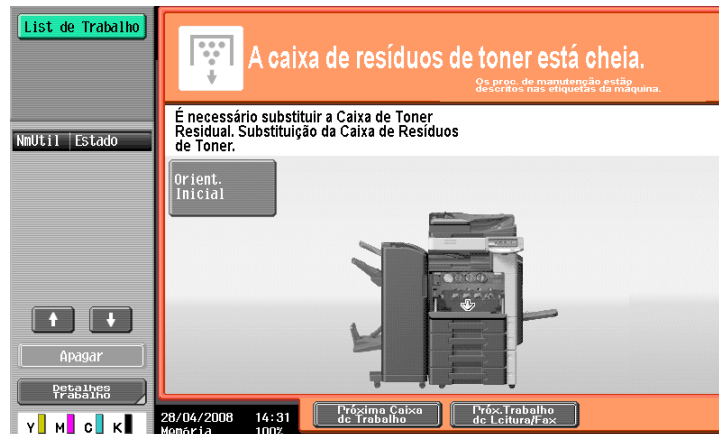 List de Trabalho
NmUtil Estado
Apagar
Detalhes
Trabalho
Y M C K
A caixa de resíduos de toner está cheia.
Os proc. de manutenção estãp
descritos nas etiquetas da máquina.
É necessário substituir a Caixa de Toner
Residual. Substituição da Caixa de Resíduos
de Toner.
Orient.
Inicial
28/04/2008 14:31
Memória 100%
Próxima Caixa
de Trabalho
Próx.Trabalho
de Leitura/Fax